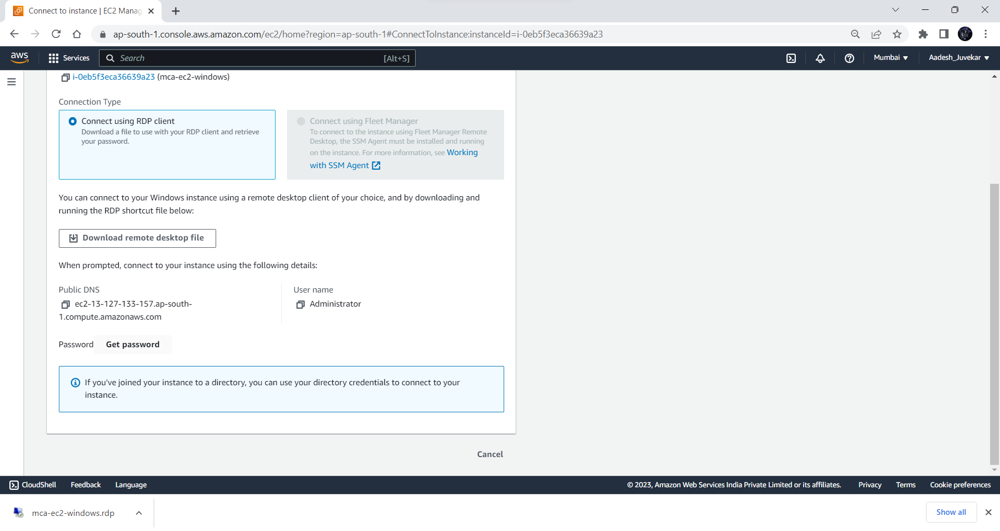 Connect to instance | EC2 Manag
ap-south-1.console.aws.amazon.com/ec2/home?region=ap-south-1#ConnectToInstance:instanceId=i-0eb5f3eca36639a23
aws
Services
Search
[Alt+S]
Mumbai
Aadesh_Juvekar
i-0eb5f3eca36639a23 (mca-ec2-windows)
Connection Type
Connect using RDP client
Download a file to use with your RDP client and retrieve
your password.
Connect using Fleet Manager
To connect to the instance using Fleet Manager Remote
Desktop, the SSM Agent must be installed and running
on the instance. For more information, see Working
with SSM Agent
You can connect to your Windows instance using a remote desktop client of your choice, and by downloading and
running the RDP shortcut file below:
Download remote desktop file
When prompted, connect to your instance using the following details:
Public DNS
ec2-13-127-133-157.ap-south-
1.compute.amazonaws.com
User name
Administrator
Password
Get password
If you've joined your instance to a directory, you can use your directory credentials to connect to your
instance.
Cancel
CloudShell
Feedback
Language
© 2023, Amazon Web Services India Private Limited or its affiliates.
Privacy
Terms
Cookie preferences
mca-ec2-windows.rdp
Show all